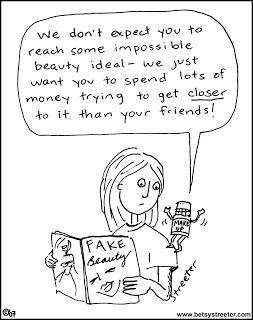 We don't expect you to
reach some impossible
beauty ideal – we just
want you to spend lots of
money trying to get closer
to it than your friends!
MAKE
UP
FAKE
Beauty
Streeter
www.betsystreeter.com